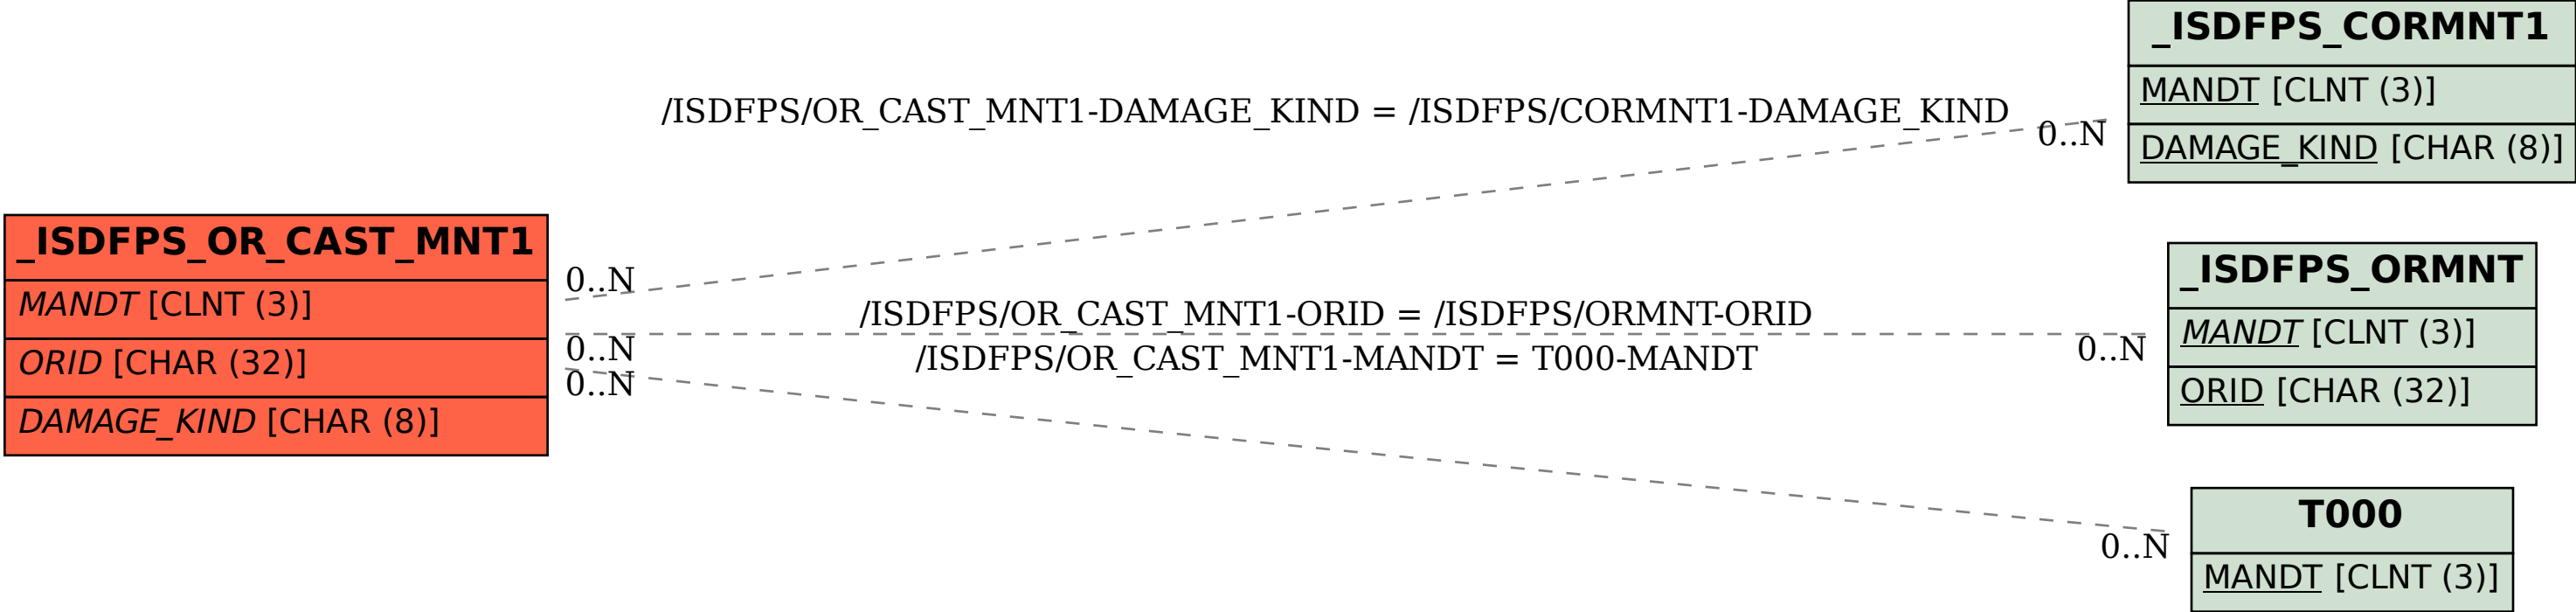 _ISDFPS_OR_CAST_MNT1
MANDT [CLNT (3)]
ORID [CHAR (32)]
DAMAGE_KIND [CHAR (8)]
/ISDFPS/OR_CAST_MNT1-DAMAGE_KIND = /ISDFPS/CORMNT1-DAMAGE_KIND
0..N
0..N
/ISDFPS/OR_CAST_MNT1-ORID = /ISDFPS/ORMNT-ORID
0..N
0..N
/ISDFPS/OR_CAST_MNT1-MANDT = T000-MANDT
0..N
0..N
_ISDFPS_CORMNT1
MANDT [CLNT (3)]
DAMAGE_KIND [CHAR (8)]
_ISDFPS_ORMNT
MANDT [CLNT (3)]
ORID [CHAR (32)]
T000
MANDT [CLNT (3)]